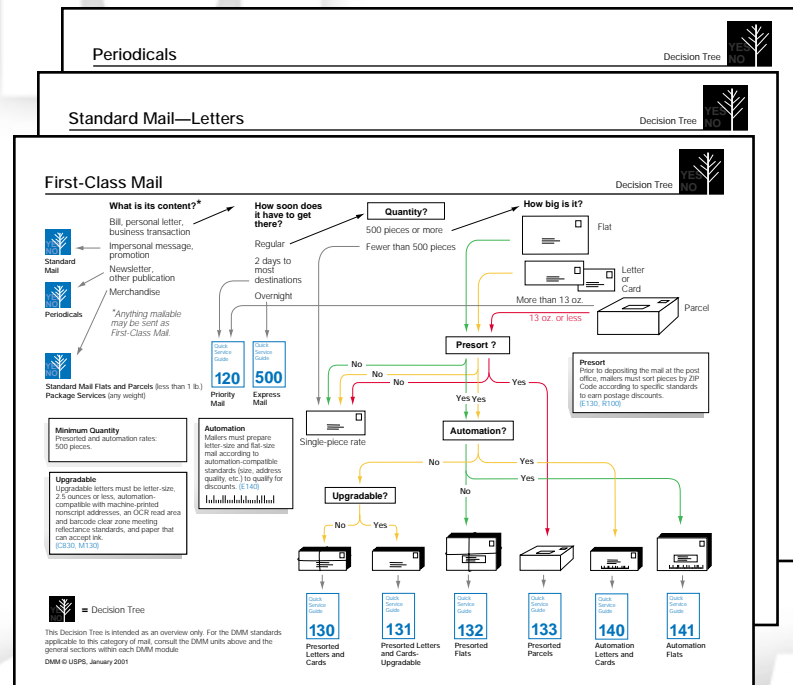 Periodicals
Decision Tree
YES
NO
Standard Mail—Letters
Decision Tree
YES
NO
First-Class Mail
Decision Tree
YES
NO
What is its content?*
Bill, personal letter,
business transaction
Impersonal message,
promotion
Newsletter,
other publication
Merchandise
*Anything mailable
may be sent as
First-Class Mail.
YES
NO
Standard
Mail
YES
NO
Periodicals
YES
NO
Standard Mail Flats and Parcels (less than 1 lb.)
Package Services (any weight)
How soon does
it have to get
there?
Regular
2 days to
most
destinations
Overnight
Quick
Service
Guide
120
Priority
Mail
Quick
Service
Guide
500
Express
Mail
Quantity?
500 pieces or more
Fewer than 500 pieces
How big is it?
Flat
Letter
or
Card
More than 13 oz.
13 oz. or less
Parcel
Presort ?
No
No
No
Yes
Yes Yes
Single-piece rate
Presort
Prior to depositing the mail at the post
office, mailers must sort pieces by ZIP
Code according to specific standards
to earn postage discounts.
(E130, R100)
Minimum Quantity
Presorted and automation rates:
500 pieces.
Automation
Mailers must prepare
letter-size and flat-size
mail according to
automation-compatible
standards (size, address
quality, etc.) to qualify for
discounts. (E140)
Upgradable
Upgradable letters must be letter-size,
2.5 ounces or less, automation-
compatible with machine-printed
nonscript addresses, an OCR read area
and barcode clear zone meeting
reflectance standards, and paper that
can accept ink.
(C830, M130)
Automation?
No
Yes
Yes
No
Upgradable?
No
Yes
Quick
Service
Guide
130
Presorted
Letters and
Cards
Quick
Service
Guide
131
Presorted Letters
and Cards-
Upgradable
Quick
Service
Guide
132
Presorted
Flats
Quick
Service
Guide
133
Presorted
Parcels
Quick
Service
Guide
140
Automation
Letters and
Cards
Quick
Service
Guide
141
Automation
Flats
= Decision Tree
This Decision Tree is intended as an overview only. For the DMM standards
applicable to this category of mail, consult the DMM units above and the
general sections within each DMM module
DMM © USPS, January 2001